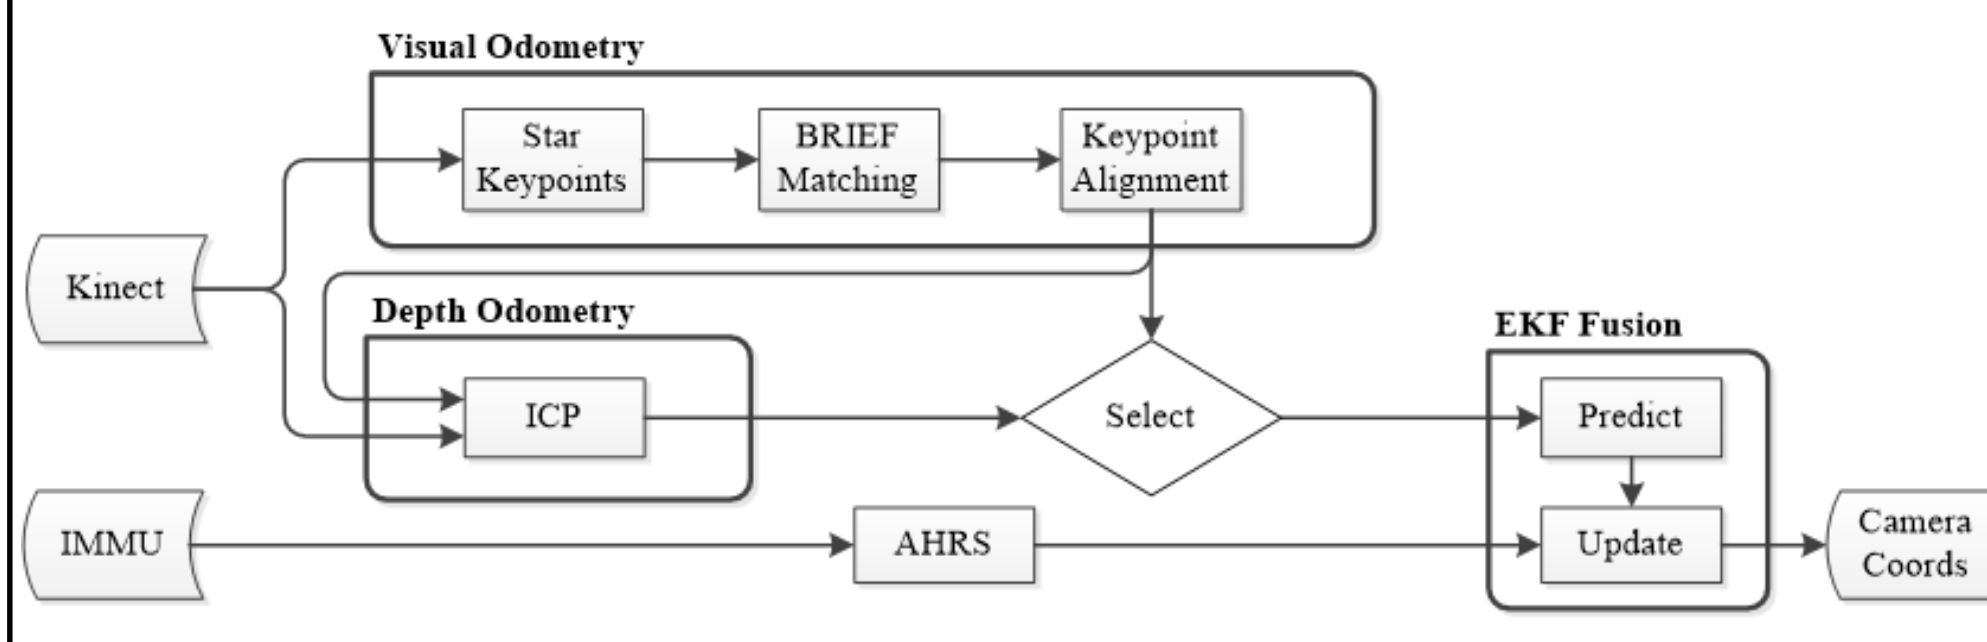 Visual Odometry
Star
Keypoints
BRIEF
Matching
Keypoint
Alignment
Kinect
Depth Odometry
ICP
Select
EKF Fusion
Predict
IMMU
AHRS
Update
Camera
Coords